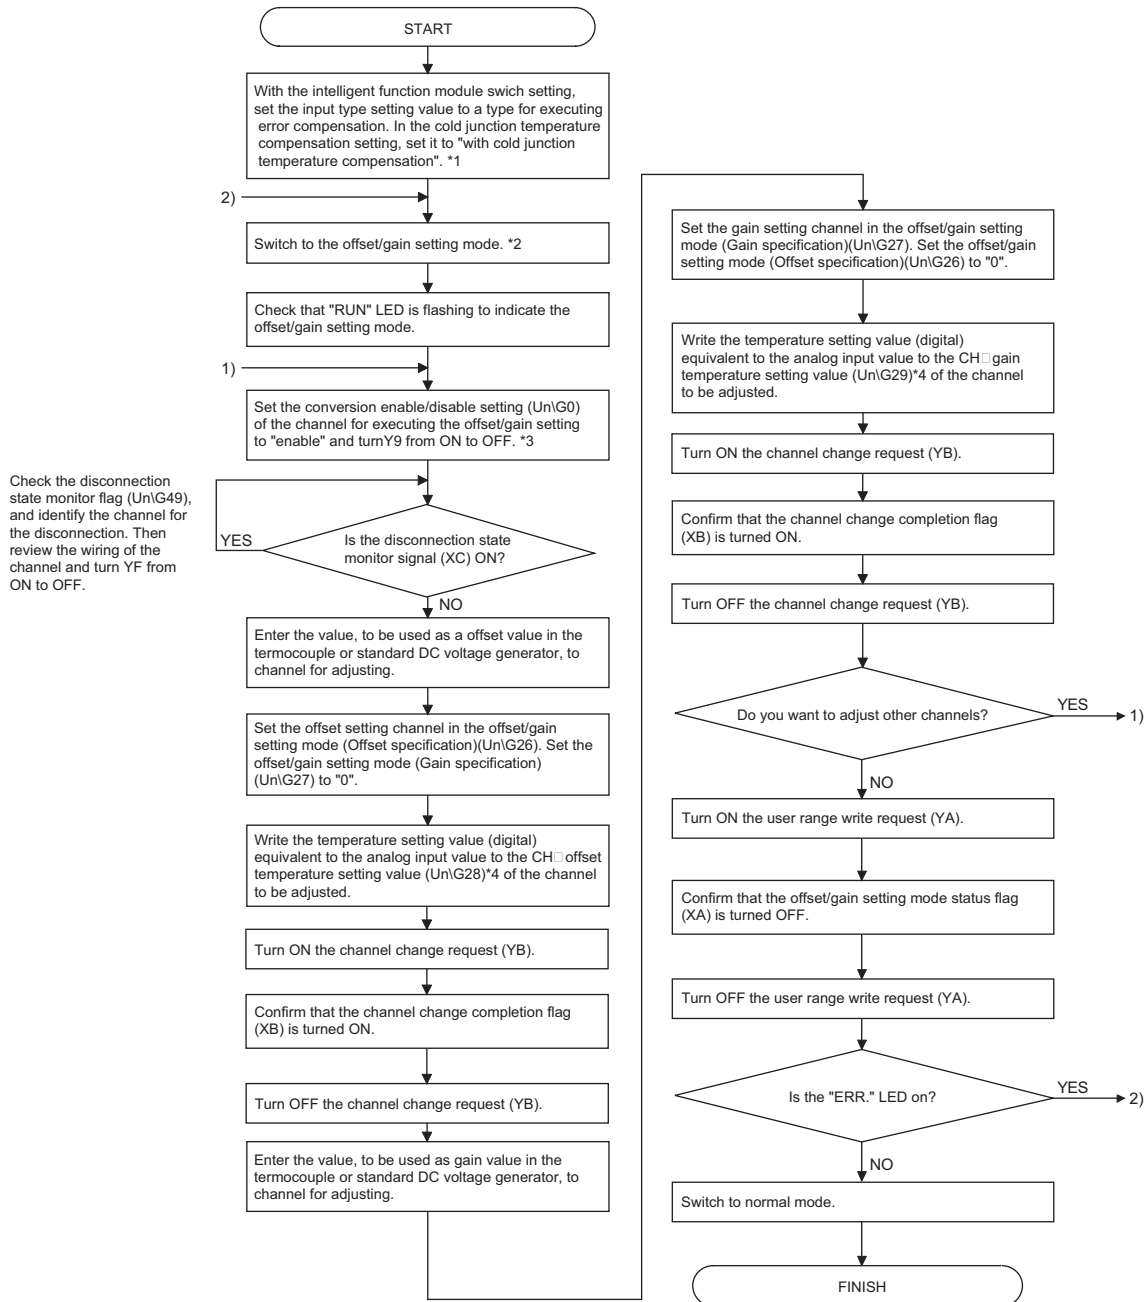 START
With the intelligent function module swich setting,
set the input type setting value to a type for executing
error compensation. In the cold junction temperature
compensation setting, set it to "with cold junction
temperature compensation". *1
2)
Switch to the offset/gain setting mode. *2
Check that "RUN" LED is flashing to indicate the
offset/gain setting mode.
1)
Set the conversion enable/disable setting (Un\G0)
of the channel for executing the offset/gain setting
to "enable" and turnY9 from ON to OFF. *3
Check the disconnection
state monitor flag (Un\G49),
and identify the channel for
the disconnection. Then
review the wiring of the
channel and turn YF from
ON to OFF.
YES
Is the disconnection state
monitor signal (XC) ON?
NO
Enter the value, to be used as a offset value in the
termocouple or standard DC voltage generator, to
channel for adjusting.
Set the offset setting channel in the offset/gain
setting mode (Offset specification)(Un\G26). Set the
offset/gain setting mode (Gain specification)
(Un\G27) to "0".
Write the temperature setting value (digital)
equivalent to the analog input value to the CH□offset
temperature setting value (Un\G28)*4 of the channel
to be adjusted.
Turn ON the channel change request (YB).
Confirm that the channel change completion flag
(XB) is turned ON.
Turn OFF the channel change request (YB).
Enter the value, to be used as gain value in the
termocouple or standard DC voltage generator, to
channel for adjusting.
Set the gain setting channel in the offset/gain setting
mode (Gain specification)(Un\G27). Set the offset/gain
setting mode (Offset specification)(Un\G26) to "0".
Write the temperature setting value (digital)
equivalent to the analog input value to the CH□gain
temperature setting value (Un\G29)*4 of the channel
to be adjusted.
Turn ON the channel change request (YB).
Confirm that the channel change completion flag
(XB) is turned ON.
Turn OFF the channel change request (YB).
Do you want to adjust other channels?
YES
1)
NO
Turn ON the user range write request (YA).
Confirm that the offset/gain setting mode status flag
(XA) is turned OFF.
Turn OFF the user range write request (YA).
Is the "ERR." LED on?
YES
2)
NO
Switch to normal mode.
FINISH